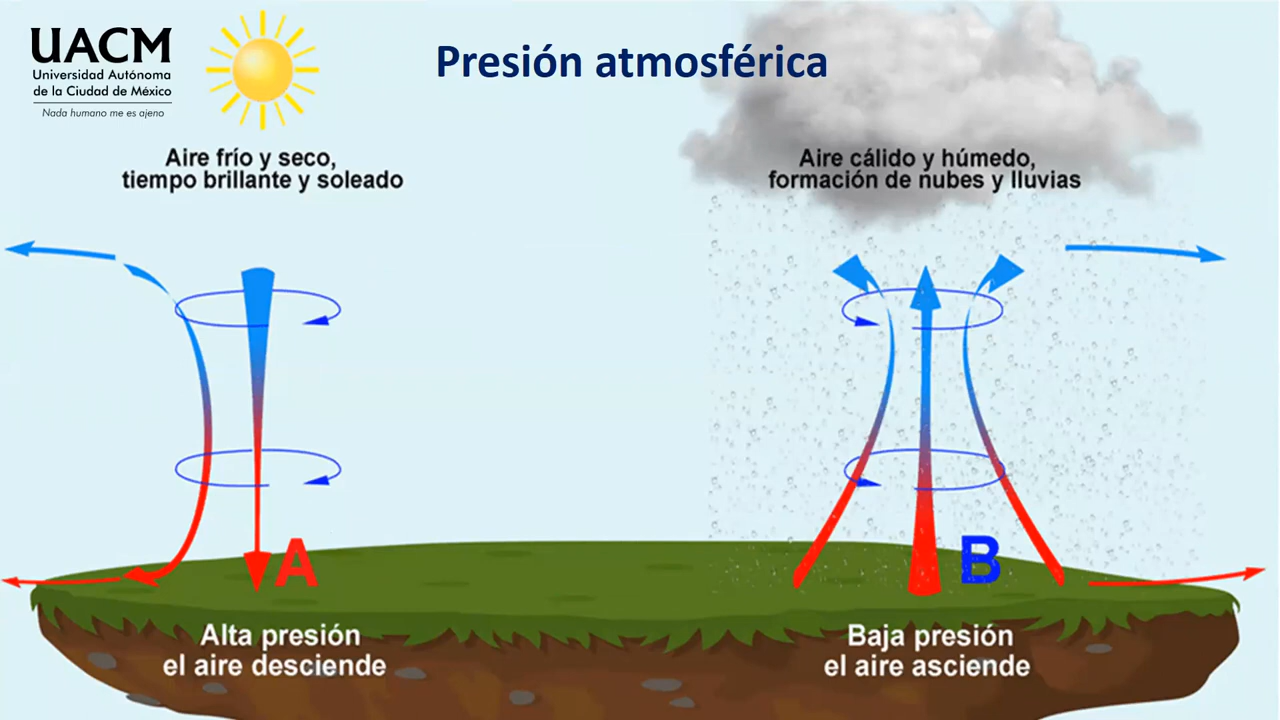 UACM
Universidad Autónoma
de la Ciudad de México
Nada humano me es ajeno
Presión atmosférica
Aire frío y seco,
tiempo brillante y soleado
Aire cálido y húmedo,
formación de nubes y lluvias
A
B
Alta presión
el aire desciende
Baja presión
el aire asciende